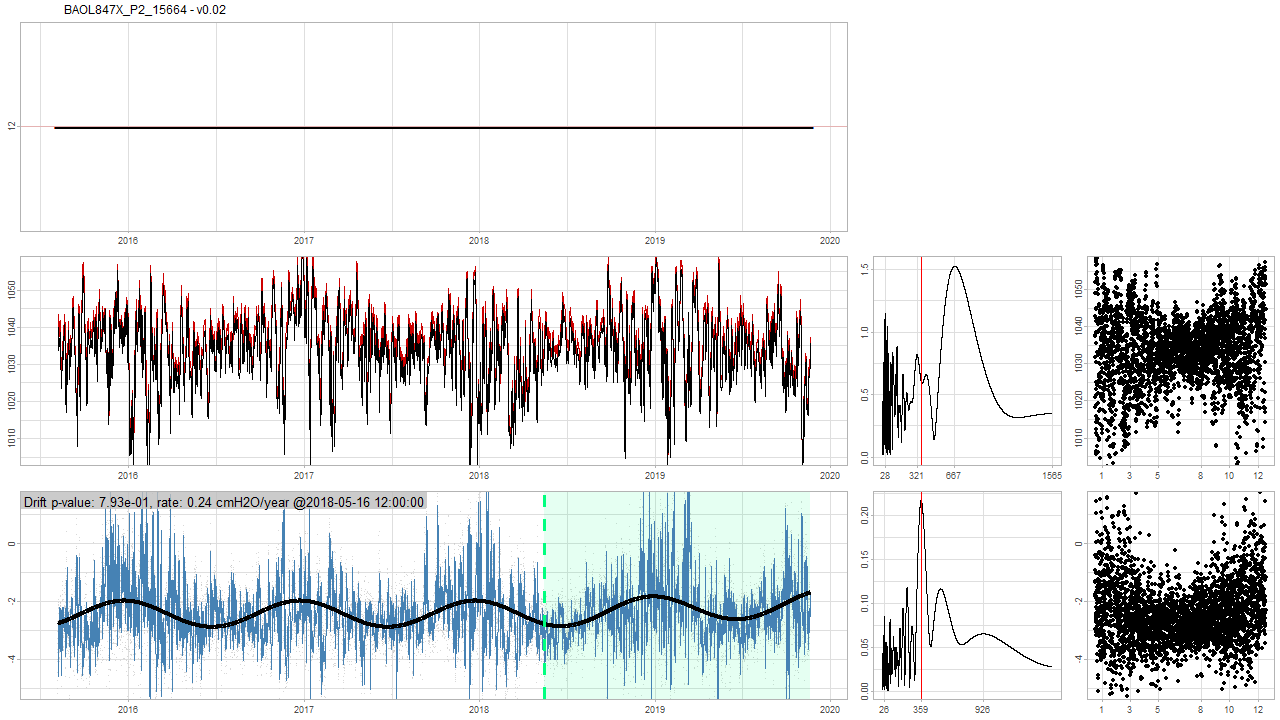 BAOL847X_P2_15664 - v0.02
12
2016 2017 2018 2019 2020
1050
1040
1030
1020
1010
2016 2017 2018 2019 2020
1.5
1.0
0.5
0.0
28 321 667 1565
1050
1040
1030
1020
1010
1 3 5 8 10 12
Drift p-value: 7.93e-01, rate: 0.24 cmH2O/year @2018-05-16 12:00:00
0
-2
-4
2016 2017 2018 2019 2020
0.20
0.15
0.10
0.05
0.00
26 359 926
0
-2
-4
1 3 5 8 10 12